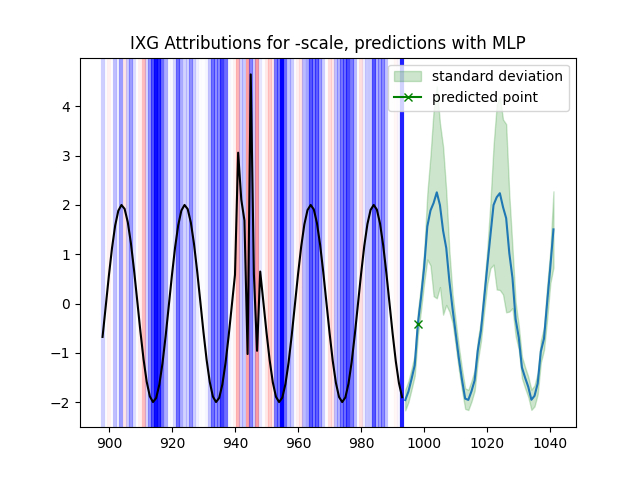 IXG Attributions for -scale, predictions with MLP
standard deviation
predicted point
4
3
2
1
0
−1
−2
900 920 940 960 980 1000 1020 1040